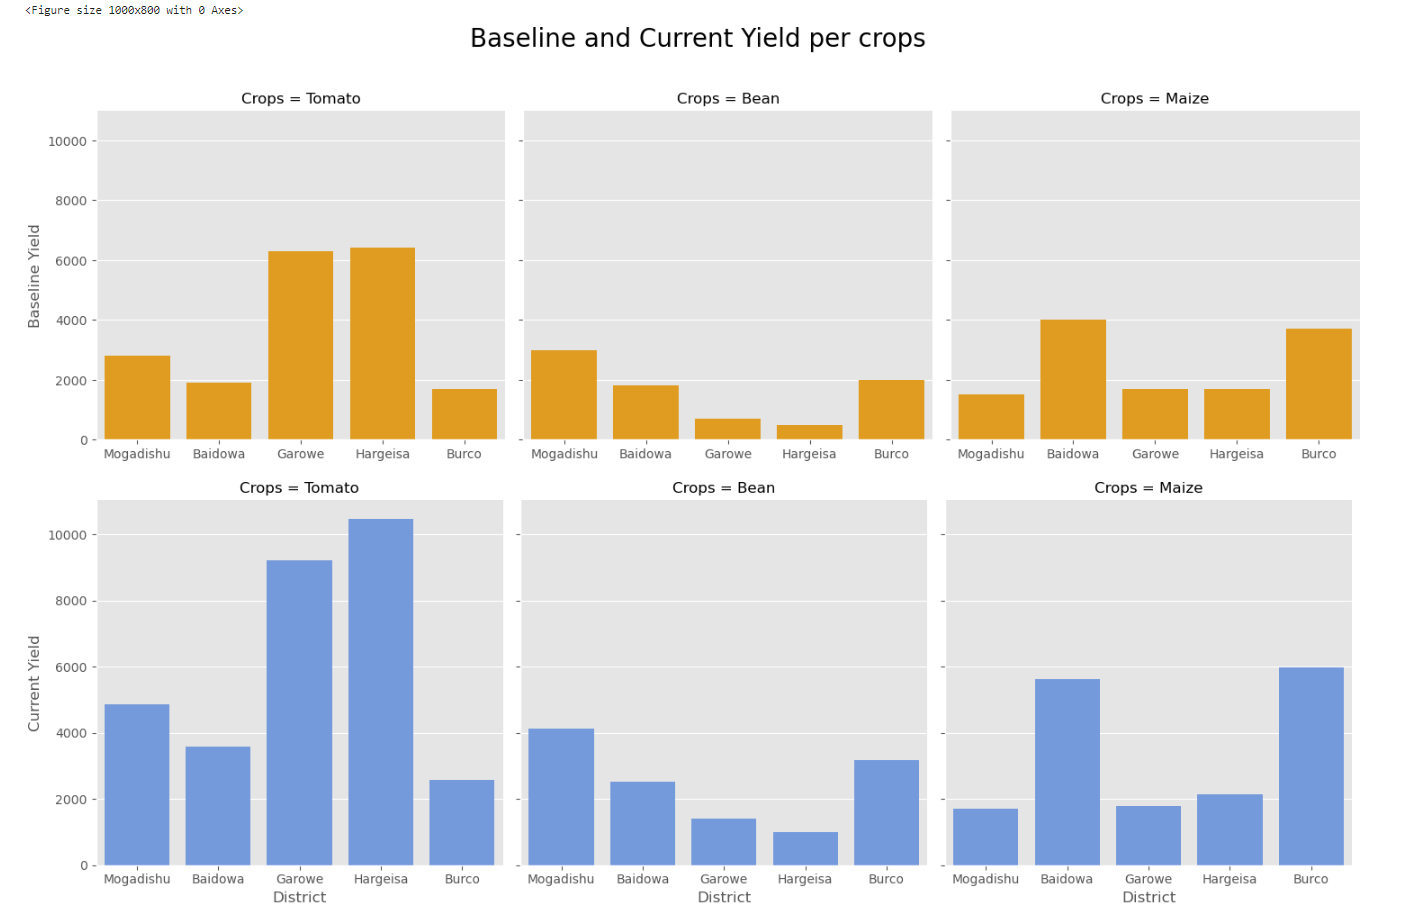 <Figure size 1000x800 with 0 Axes>
Baseline and Current Yield per crops
Crops = Tomato
Crops = Bean
Crops = Maize
Baseline Yield
10000
8000
6000
4000
2000
0
Mogadishu Baidowa Garowe Hargeisa Burco
Mogadishu Baidowa Garowe Hargeisa Burco
Mogadishu Baidowa Garowe Hargeisa Burco
Crops = Tomato
Crops = Bean
Crops = Maize
Current Yield
10000
8000
6000
4000
2000
0
Mogadishu Baidowa Garowe Hargeisa Burco
Mogadishu Baidowa Garowe Hargeisa Burco
Mogadishu Baidowa Garowe Hargeisa Burco
District
District
District